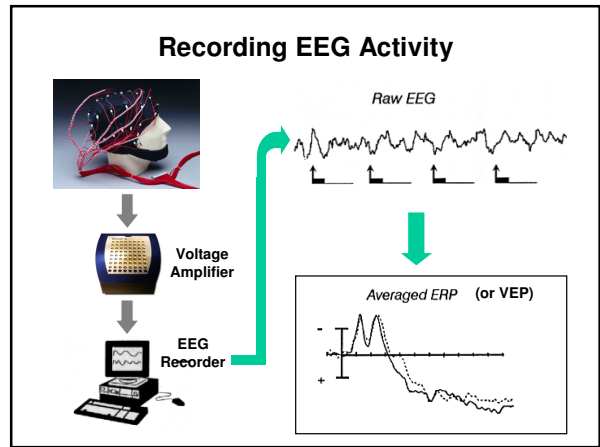 Recording EEG Activity
Raw EEG
Voltage
Amplifier
EEG
Recorder
Averaged ERP (or VEP)
-
+